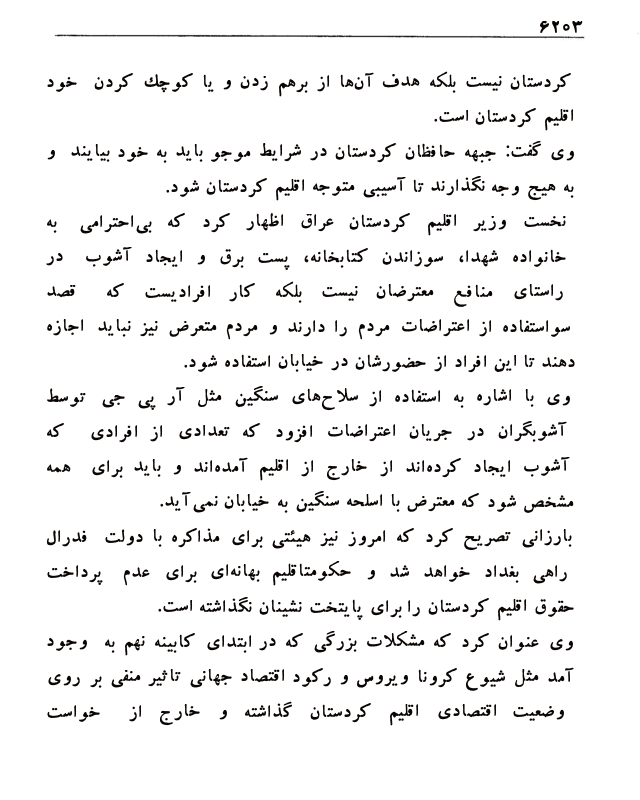 ۶۲۰۳
کردستان نیست بلکه هدف آن‌ها از برهم زدن و یا کوچک کردن خود
اقلیم کردستان است.
وی گفت: جبهه حافظان کردستان در شرایط موجو باید به خود بیایند و
به هیچ وجه نگذارند تا آسیبی متوجه اقلیم کردستان شود.
نخست وزیر اقلیم کردستان عراق اظهار کرد که بی‌احترامی به
خانواده شهدا، سوزاندن کتابخانه، پست برق و ایجاد آشوب در
راستای منافع معترضان نیست بلکه کار افرادیست که قصد
سواستفاده از اعتراضات مردم را دارند و مردم متعرض نیز نباید اجازه
دهند تا این افراد از حضورشان در خیابان استفاده شود.
وی با اشاره به استفاده از سلاح‌های سنگین مثل آر پی جی توسط
آشوبگران در جریان اعتراضات افزود که تعدادی از افرادی که
آشوب ایجاد کرده‌اند از خارج از اقلیم آمده‌اند و باید برای همه
مشخص شود که معترض با اسلحه سنگین به خیابان نمی‌آید.
بارزانی تصریح کرد که امروز نیز هیئتی برای مذاکره با دولت فدرال
راهی بغداد خواهد شد و حکومتاقلیم بهانه‌ای برای عدم پرداخت
حقوق اقلیم کردستان را برای پایتخت نشینان نگذاشته است.
وی عنوان کرد که مشکلات بزرگی که در ابتدای کابینه نهم به وجود
آمد مثل شیوع کرونا ویروس و رکود اقتصاد جهانی تاثیر منفی بر روی
وضعیت اقتصادی اقلیم کردستان گذاشته و خارج از خواست